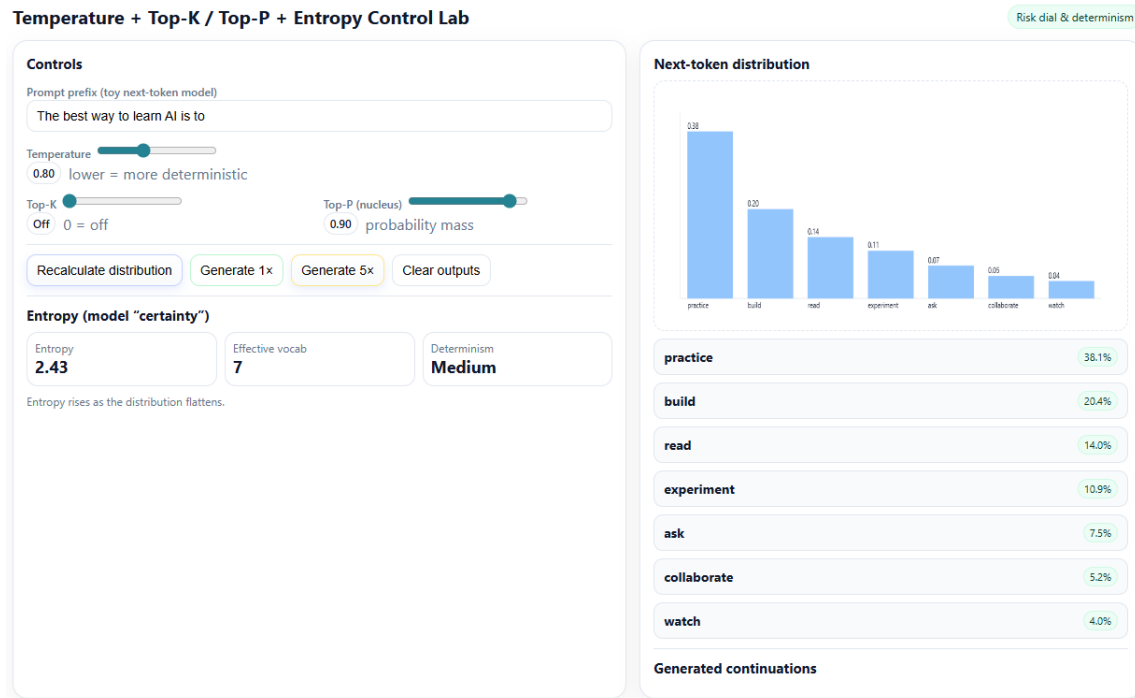 Temperature + Top-K / Top-P + Entropy Control Lab
Risk dial & determinism
Controls
Prompt prefix (toy next-token model)
The best way to learn AI is to
Temperature
0.80 lower = more deterministic
Top-K
Off 0 = off
Top-P (nucleus)
0.90 probability mass
Recalculate distribution Generate 1× Generate 5× Clear outputs
Entropy (model “certainty”)
Entropy
2.43
Effective vocab
7
Determinism
Medium
Entropy rises as the distribution flattens.
Next-token distribution
0.38
0.20
0.14
0.11
0.07
0.05
0.04
practice build read experiment ask collaborate watch
practice 38.1%
build 20.4%
read 14.0%
experiment 10.9%
ask 7.5%
collaborate 5.2%
watch 4.0%
Generated continuations